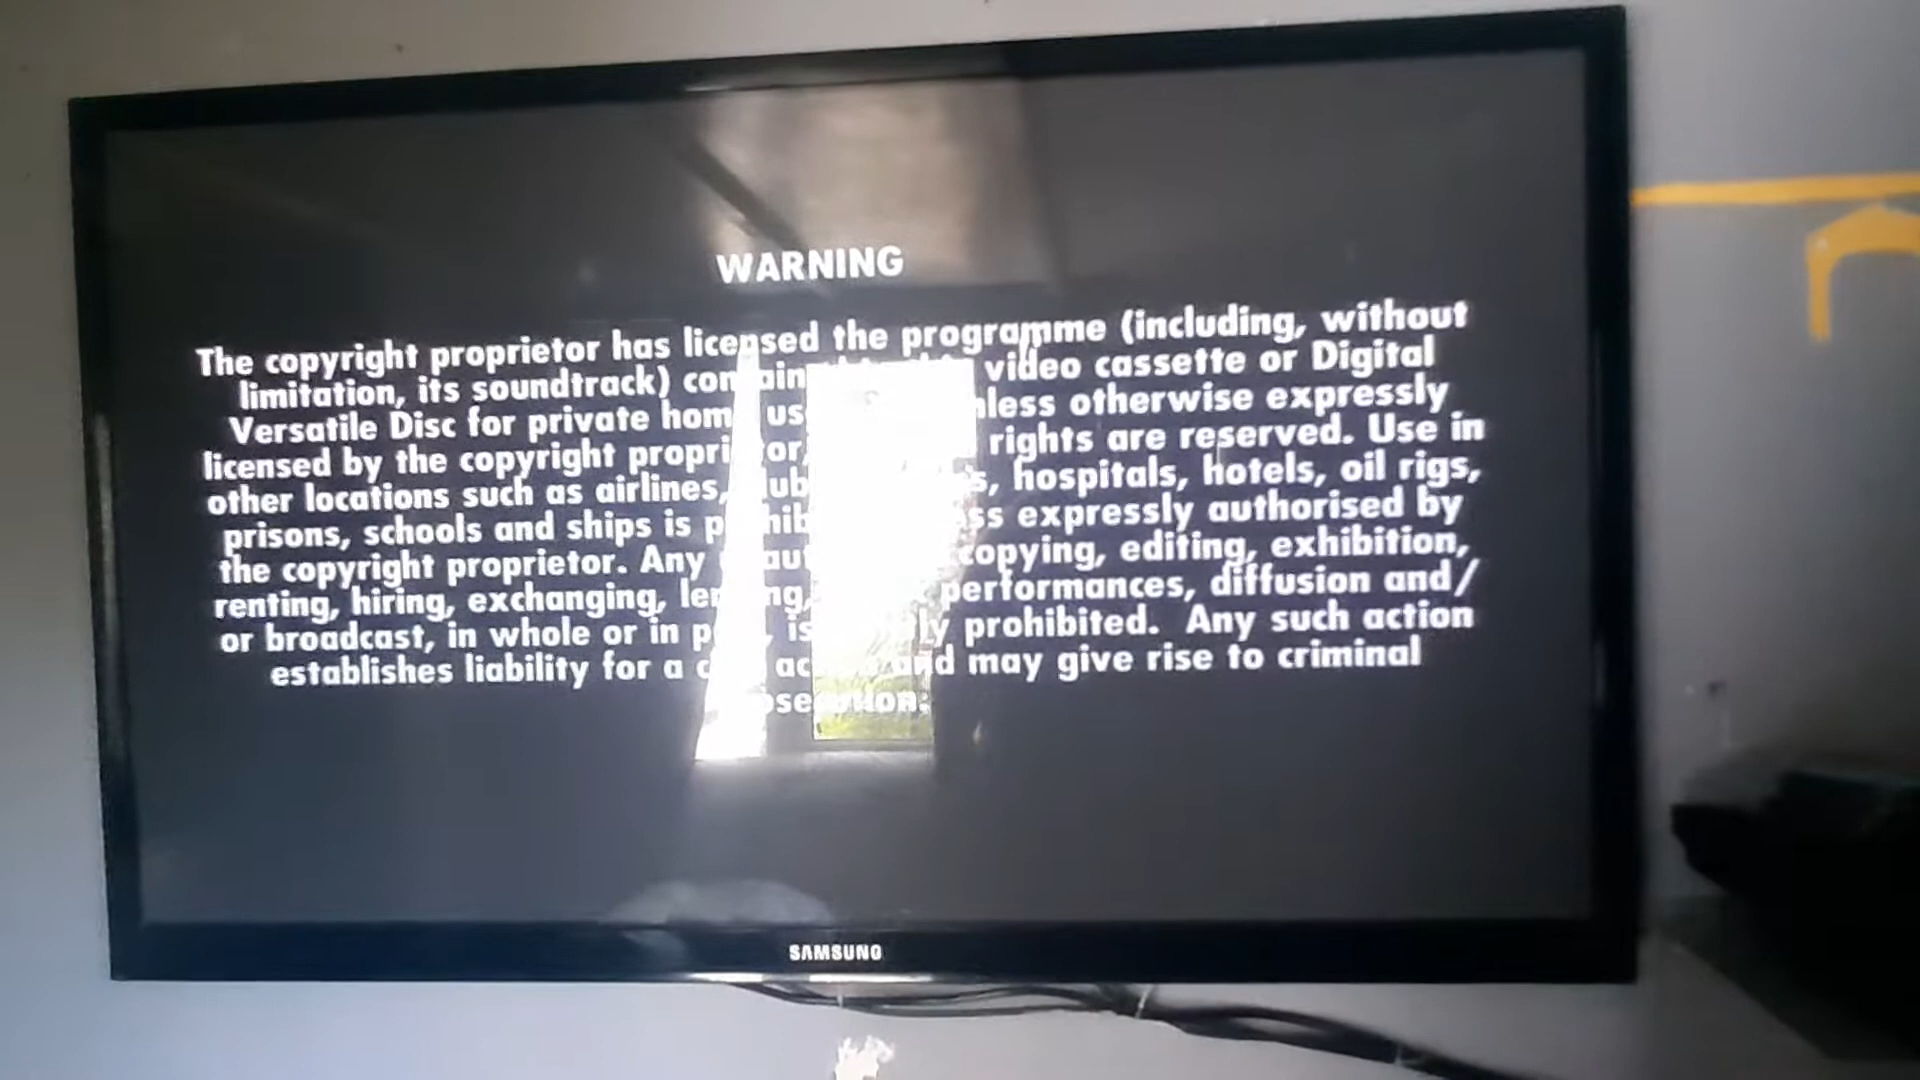 WARNING
The copyright proprietor has licensed the programme (including, without
limitation, its soundtrack) video cassette or Digital
Versatile Disc for private otherwise expressly
licensed by the copyright rights are reserved. Use in
other locations such as airlines, hospitals, hotels, oil rigs,
prisons, schools and ships is expressly authorised by
the copyright proprietor. Any copying, editing, exhibition,
renting, hiring, exchanging, performances, diffusion and/
or broadcast, in whole or in prohibited. Any such action
establishes liability for a and may give rise to criminal
SAMSUNG